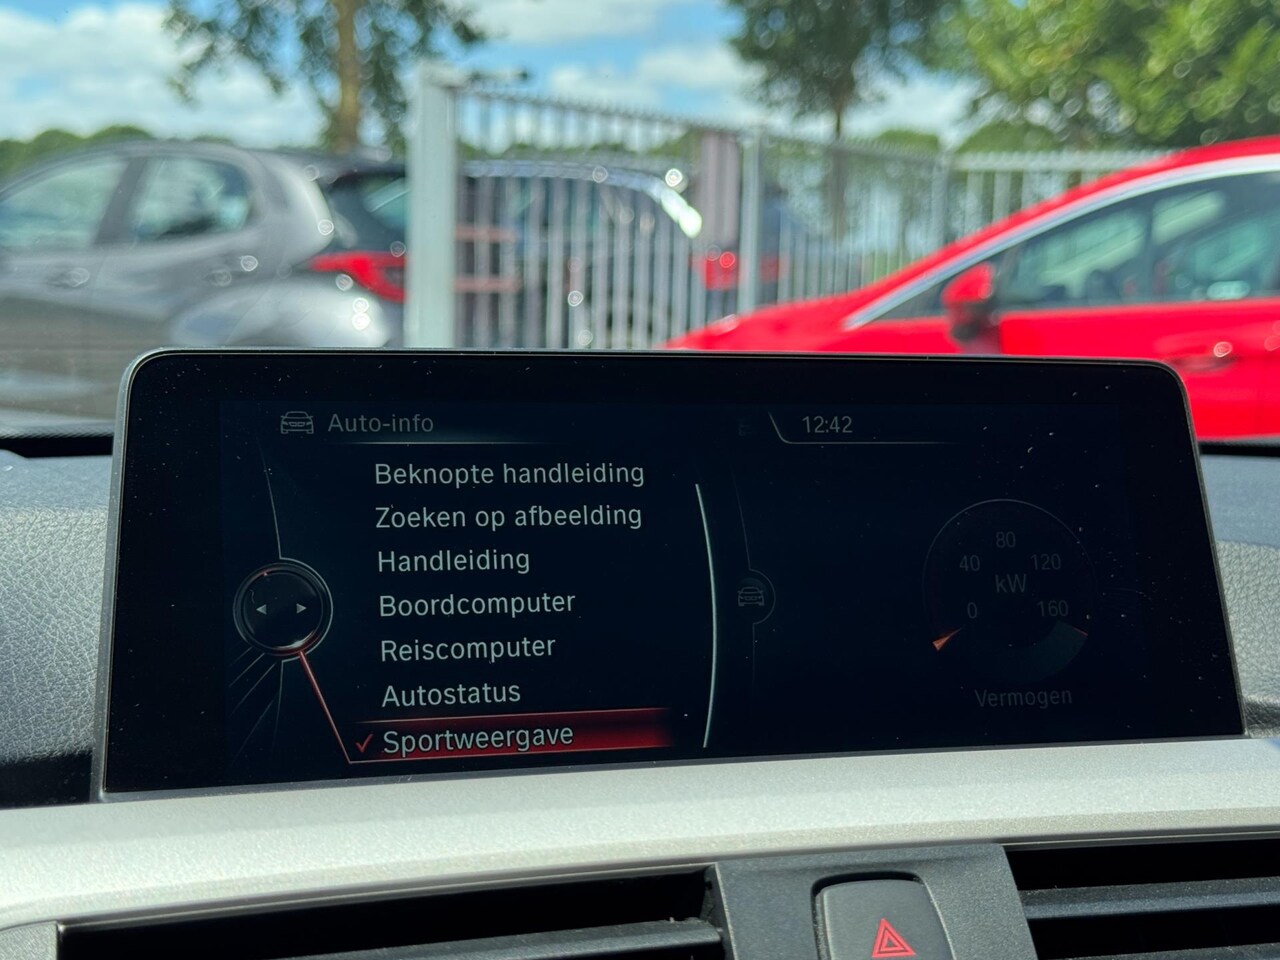 Auto-info
12:42
Beknopte handleiding
Zoeken op afbeelding
Handleiding
Boordcomputer
Reiscomputer
Autostatus
Sportweergave
80
40
120
kW
0
160
Vermogen